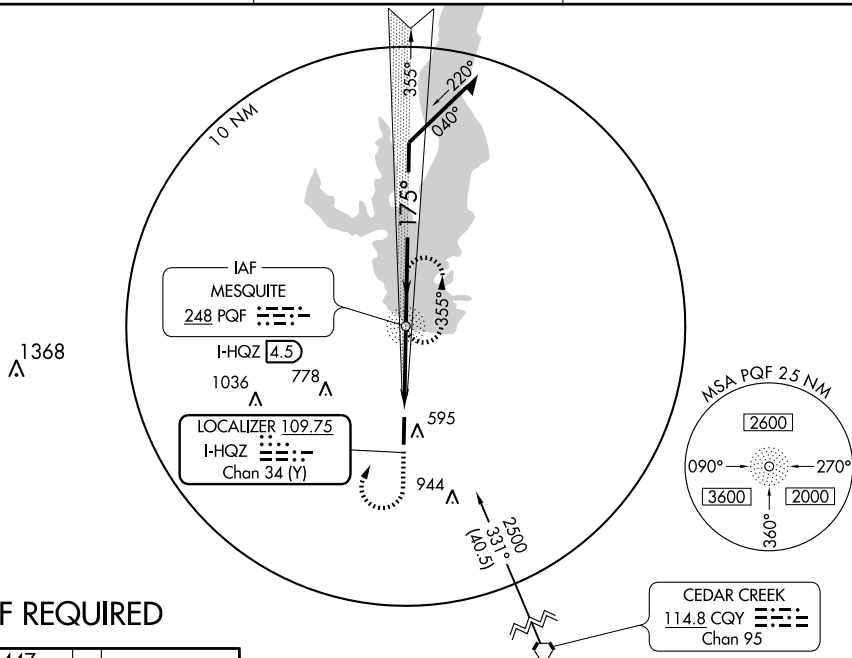 355°
220°
040°
10 NM
175°
IAF
MESQUITE
248 PQF
355°
I-HQZ 4.5
1368
1036
778
MSA PQF 25 NM
2600
090°
270°
3600
2000
360°
LOCALIZER 109.75
I-HQZ
Chan 34 (Y)
595
944
2500
331°
(40.5)
F REQUIRED
CEDAR CREEK
114.8 CQY
Chan 95